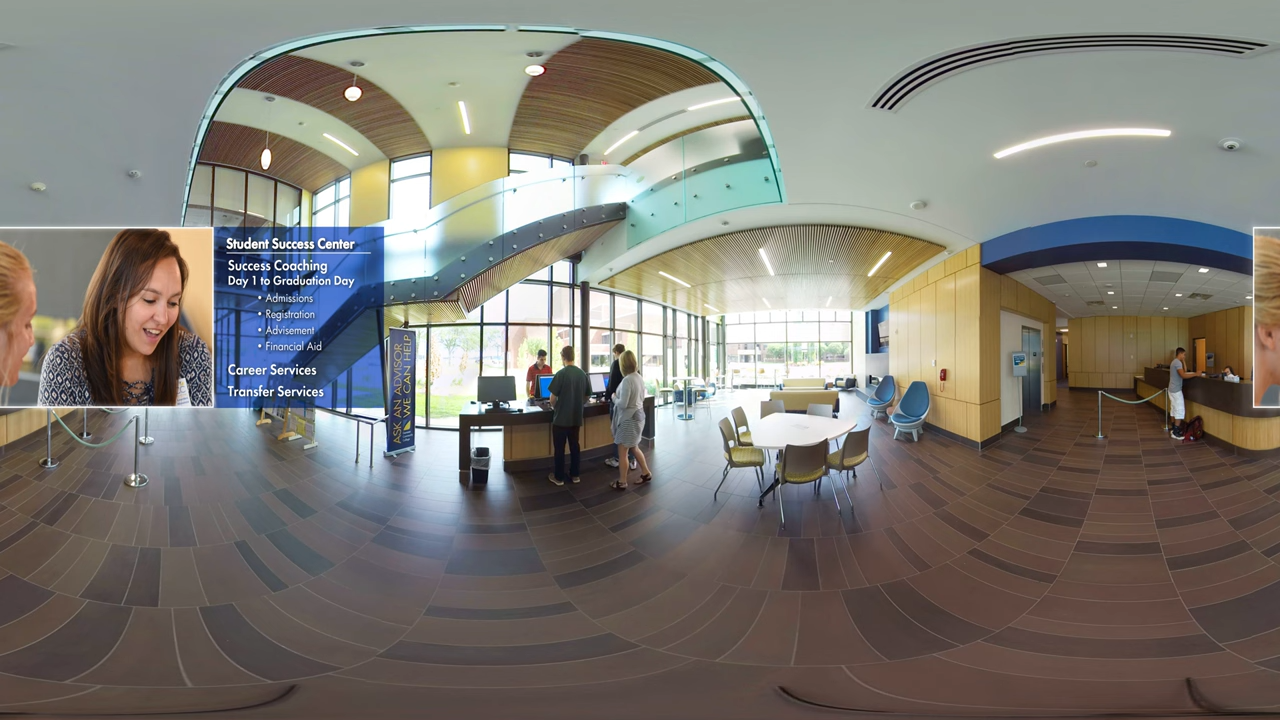 Student Success Center
Success Coaching
Day 1 to Graduation Day
• Admissions
• Registration
• Advisement
• Financial Aid
Career Services
Transfer Services
ASK AN ADVISOR
WE CAN HELP